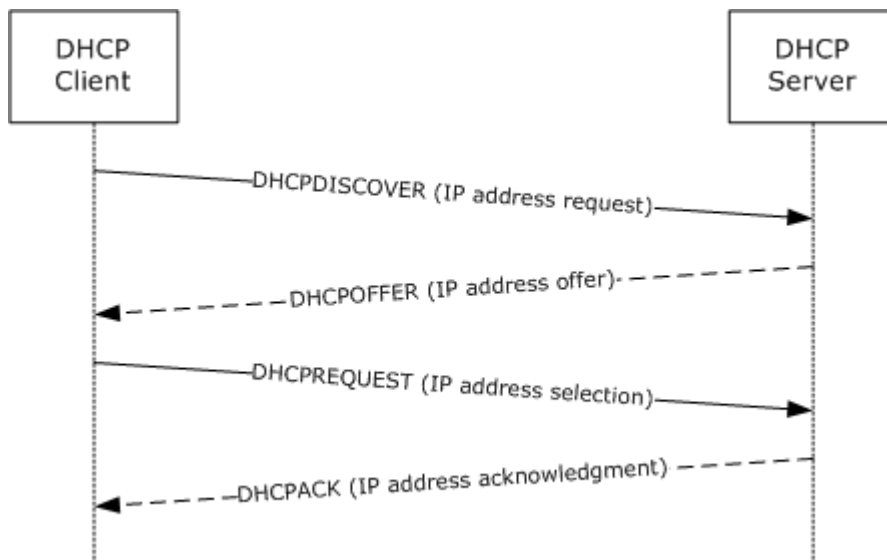 DHCP
Client
DHCP
Server
DHCPDISCOVER (IP address request)
DHCPOFFER (IP address offer)
DHCPREQUEST (IP address selection)
DHCPACK (IP address acknowledgment)